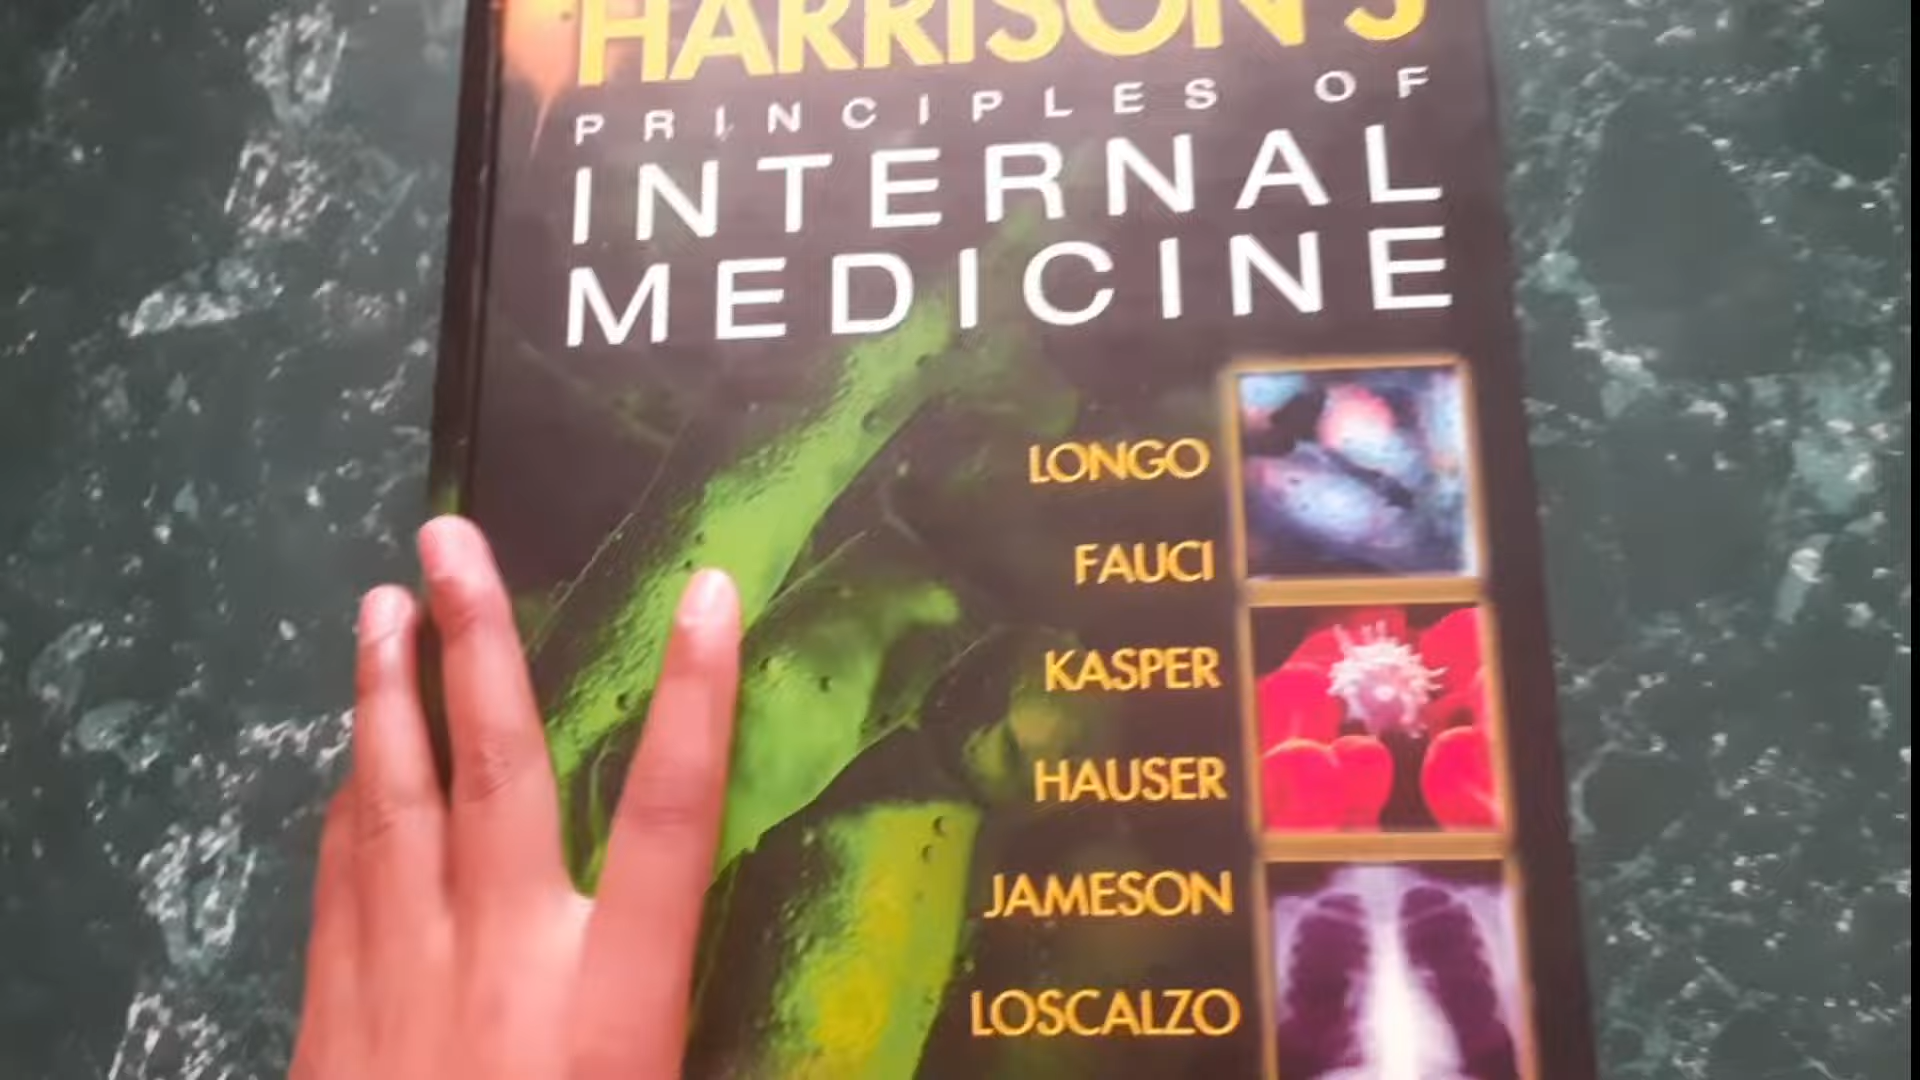 HARRISON'S
PRINCIPLES OF
INTERNAL
MEDICINE
LONGO
FAUCI
KASPER
HAUSER
JAMESON
LOSCALZO